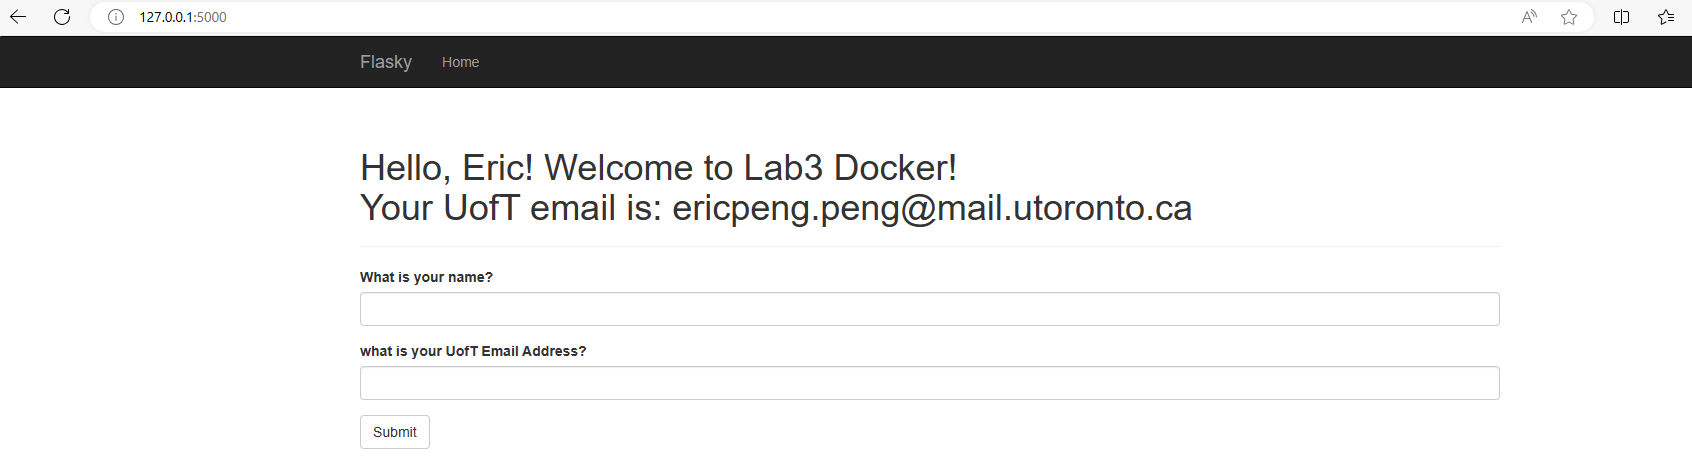 127.0.0.1:5000
Flasky Home
Hello, Eric! Welcome to Lab3 Docker!
Your UofT email is: ericpeng.peng@mail.utoronto.ca
What is your name?
what is your UofT Email Address?
Submit